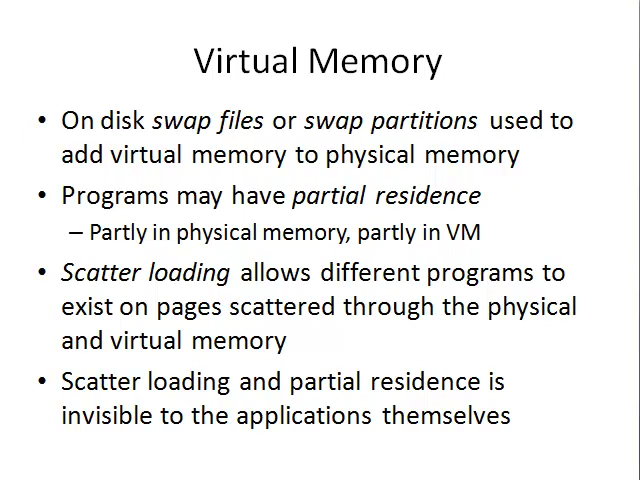 Virtual Memory
• On disk swap files or swap partitions used to
add virtual memory to physical memory
• Programs may have partial residence
– Partly in physical memory, partly in VM
• Scatter loading allows different programs to
exist on pages scattered through the physical
and virtual memory
• Scatter loading and partial residence is
invisible to the applications themselves